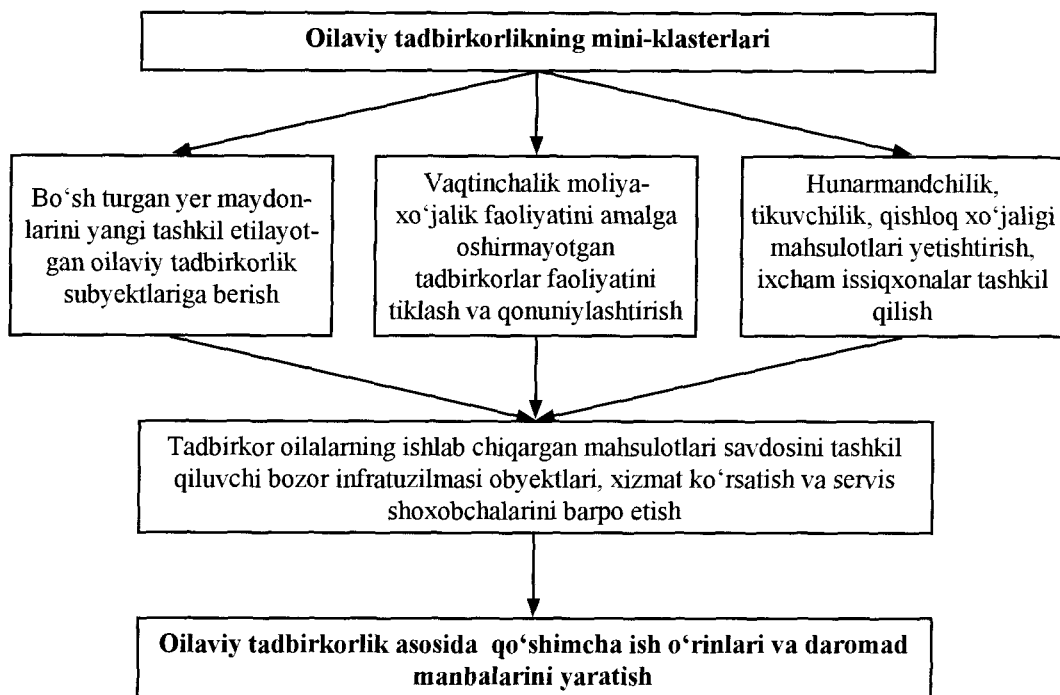 Oilaviy tadbirkorlikning mini-klasterlari
Bo‘sh turgan yer maydon-
larini yangi tashkil etilayot-
gan oilaviy tadbirkorlik
subyektlariga berish
Vaqtinchalik moliya-
xo‘jalik faoliyatini amalga
oshirmayotgan
tadbirkorlar faoliyatini
tiklash va qonuniylashtirish
Hunarmandchilik,
tikuvchilik, qishloq xo‘jaligi
mahsulotlari yetishtirish,
ixcham issiqxonalar tashkil
qilish
Tadbirkor oilalarning ishlab chiqargan mahsulotlari savdosini tashkil
qiluvchi bozor infratuzilmasi obyektlari, xizmat ko‘rsatish va servis
shoxobchalarini barpo etish
Oilaviy tadbirkorlik asosida qo‘shimcha ish o‘rinlari va daromad
manbalarini yaratish